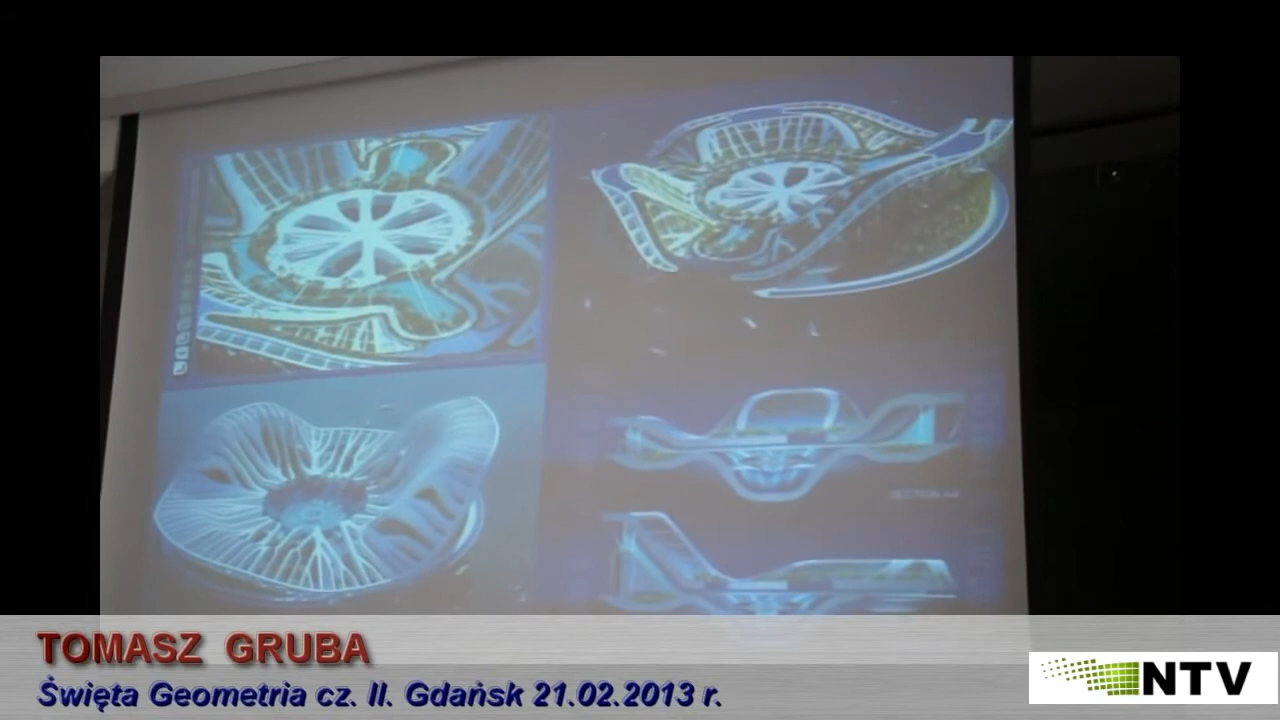 TOMASZ GRUBA
Święta Geometria cz. II. Gdańsk 21.02.2013 r.
NTV